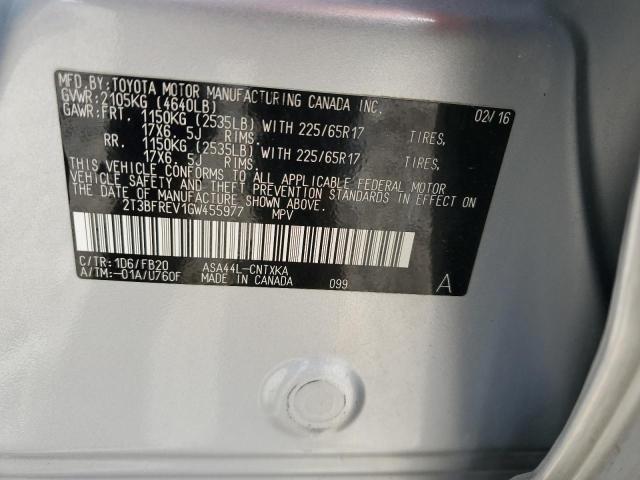 MFD.BY:TOYOTA MOTOR MANUFACTURING CANADA INC.
GVWR:2105KG (4640LB) 02/16
GAWR:FRT. 1150KG (2535LB) WITH 225/65R17 TIRES,
17X6. 5J RIMS.
RR. 1150KG (2535LB) WITH 225/65R17 TIRES,
17X6. 5J RIMS.
THIS VEHICLE CONFORMS TO ALL APPLICABLE FEDERAL MOTOR
VEHICLE SAFETY AND THEFT PREVENTION STANDARDS IN EFFECT
ON THE DATE OF MANUFACTURE SHOWN ABOVE.
2T3BFREV1GW455977 MPV
C/TR:1D6/FB20 ASA44L-CNTXKA
A/TM:-01A/U760F MADE IN CANADA 099 A